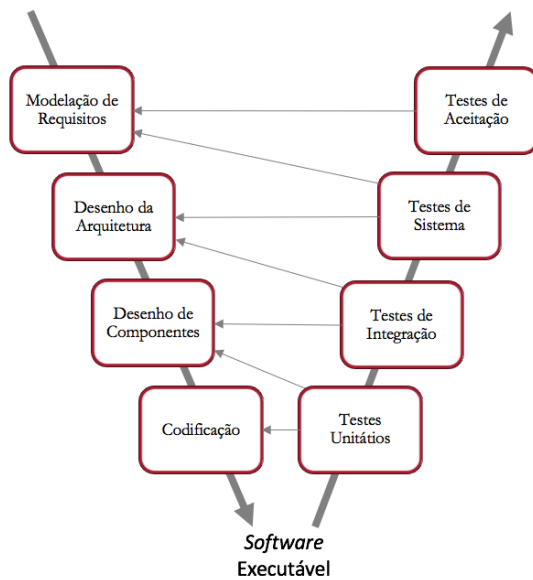 Modelação de
Requisitos
Testes de
Aceitação
Desenho da
Arquitetura
Testes de
Sistema
Desenho de
Componentes
Testes de
Integração
Codificação
Testes
Unitátios
Software
Executável